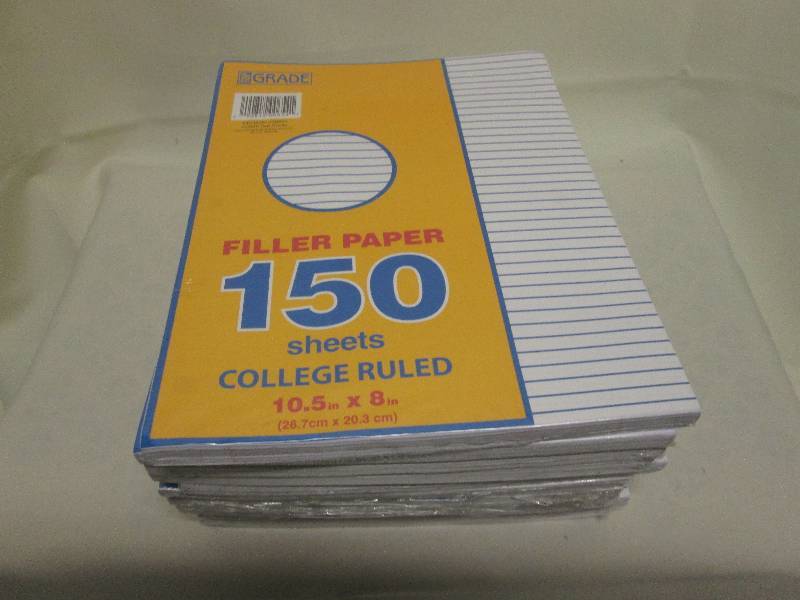 GRADE
FILLER PAPER
150
sheets
COLLEGE RULED
10.5in x 8in
(26.7cm x 20.3 cm)